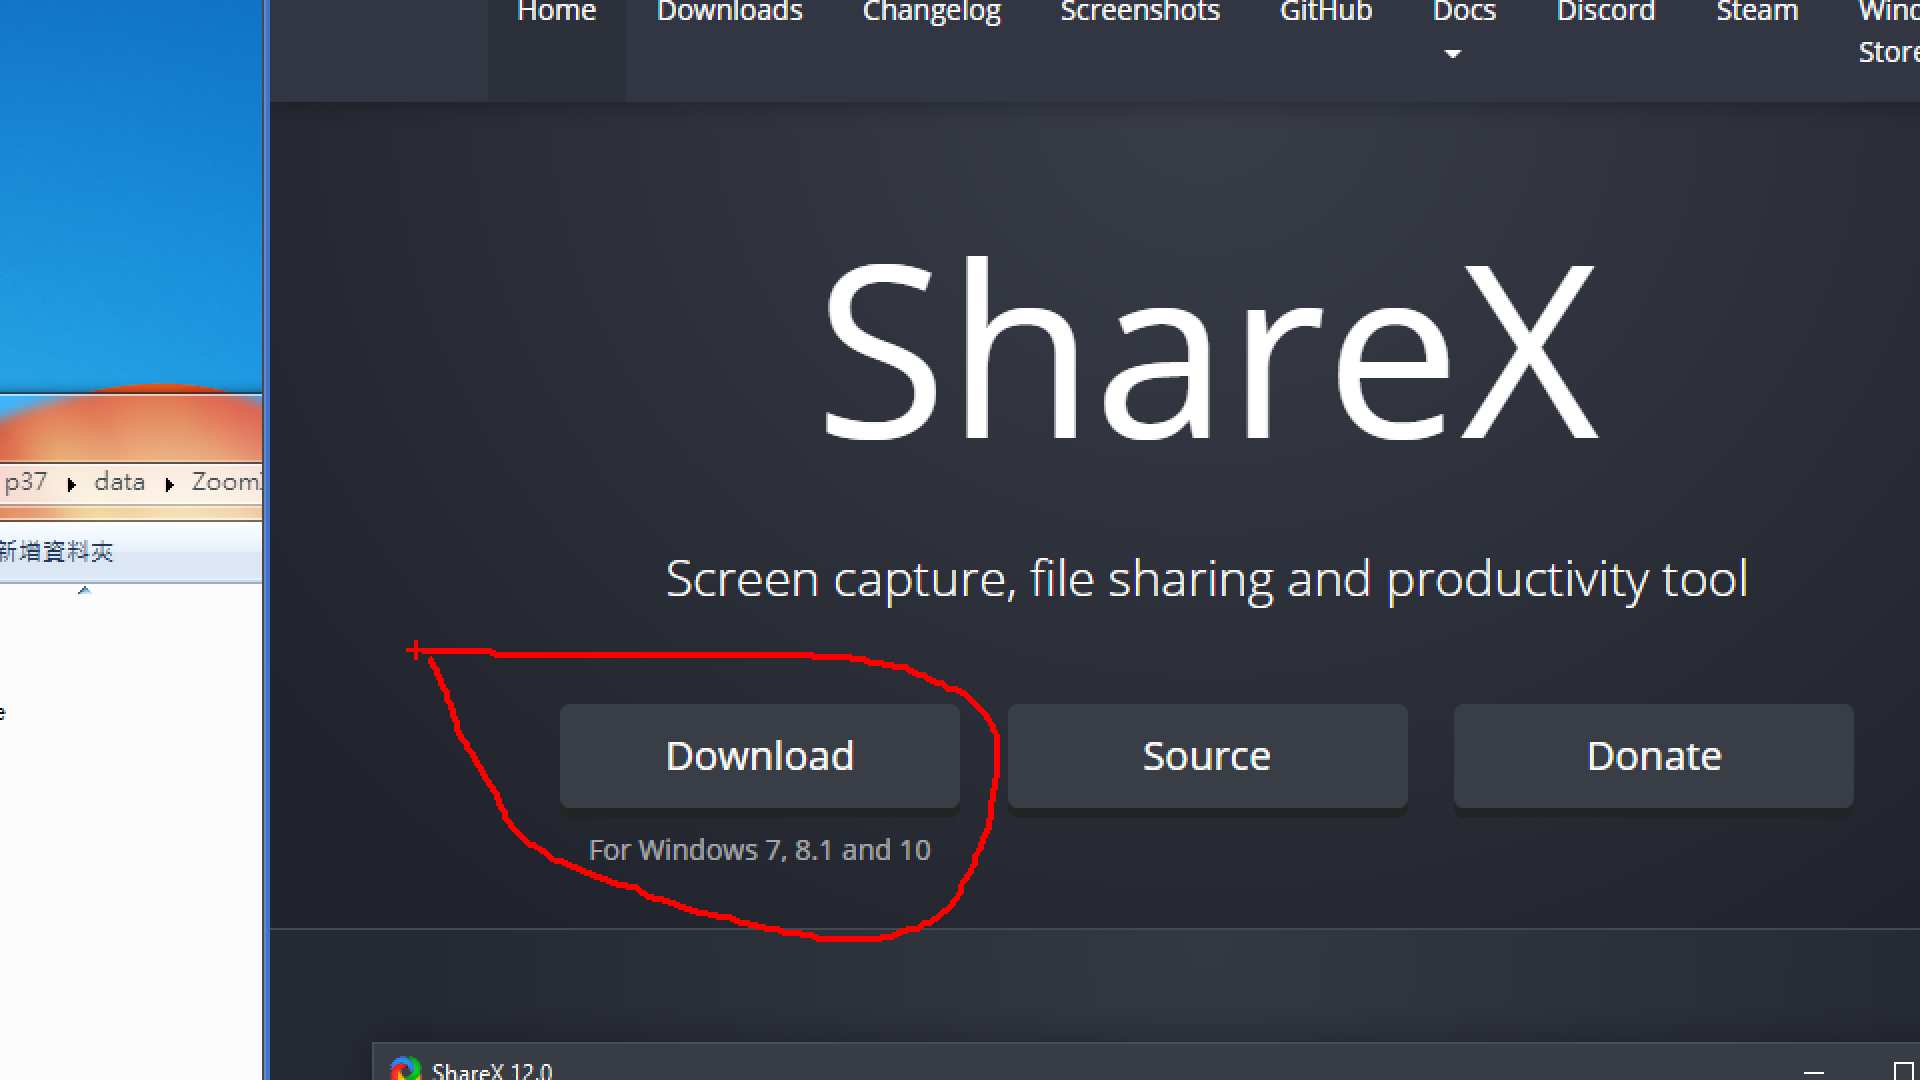 Home Downloads Changelog Screenshots GitHub Docs Discord Steam
Store
ShareX
p37 data Zoom
新增資料夾
Screen capture, file sharing and productivity tool
Download Source Donate
For Windows 7, 8.1 and 10
ShareX 12.0